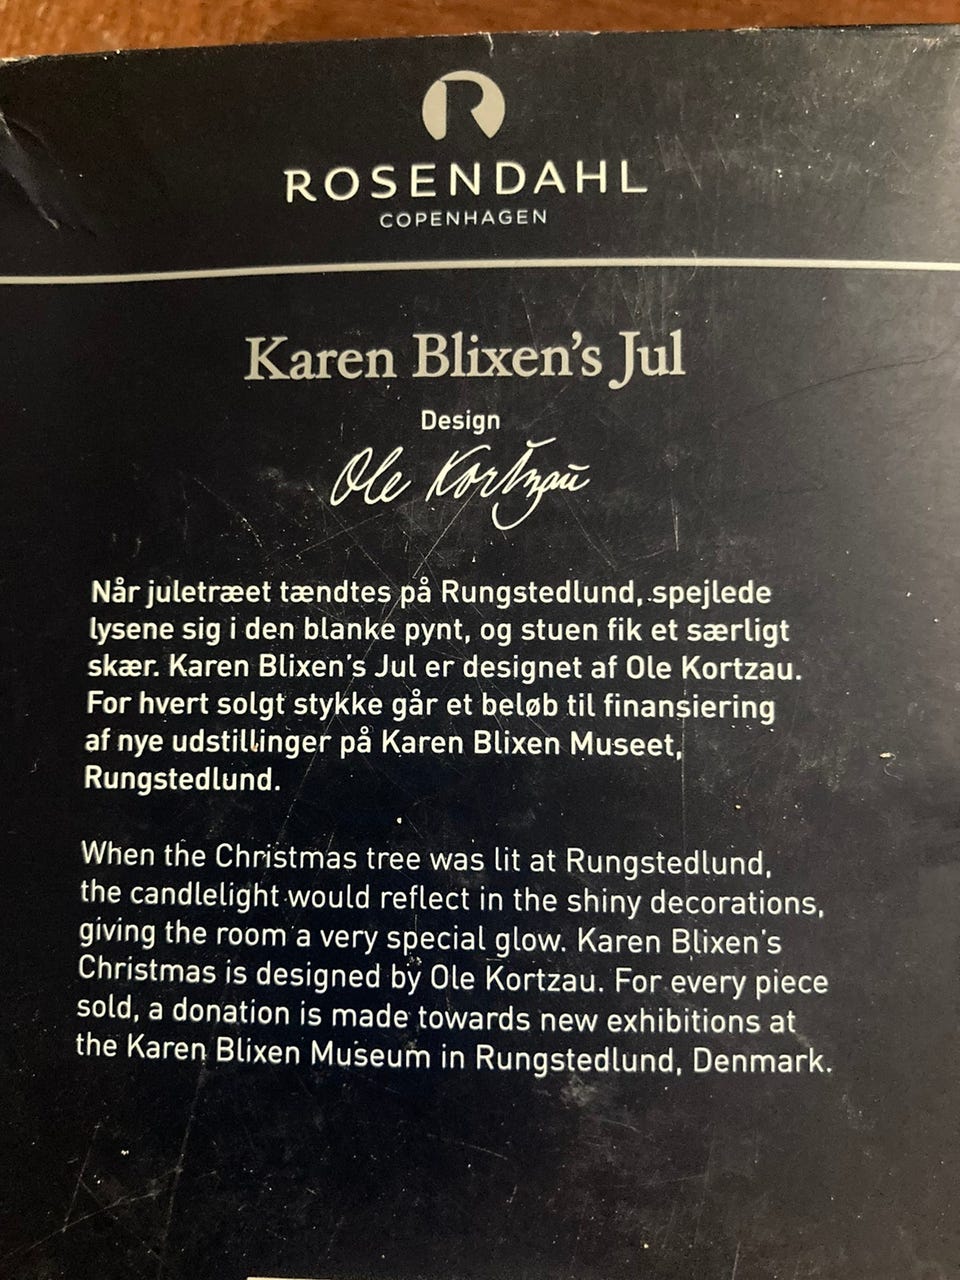 R
ROSENDAHL
COPENHAGEN
Karen Blixen's Jul
Design
Ole Kortzau
Når juletræet tændtes på Rungstedlund, spejlede
lysene sig i den blanke pynt, og stuen fik et særligt
skær. Karen Blixen's Jul er designet af Ole Kortzau.
For hvert solgt stykke går et beløb til finansiering
af nye udstillinger på Karen Blixen Museet,
Rungstedlund.
When the Christmas tree was lit at Rungstedlund,
the candlelight would reflect in the shiny decorations,
giving the room a very special glow. Karen Blixen's
Christmas is designed by Ole Kortzau. For every piece
sold, a donation is made towards new exhibitions at
the Karen Blixen Museum in Rungstedlund, Denmark.